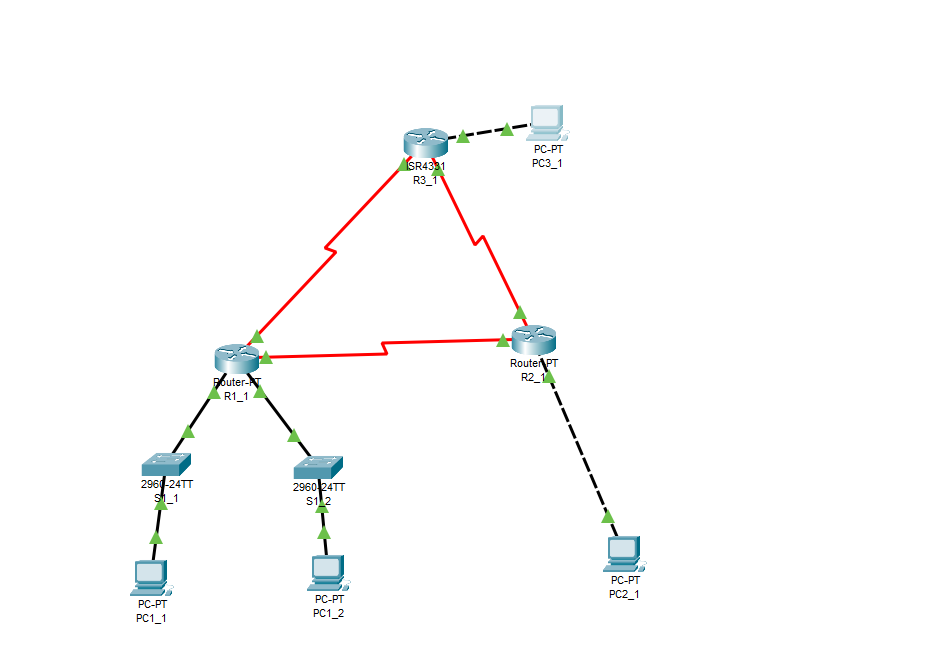 PC-PT
PC3_1
ISR4331
R3_1
Router-PT
R2_1
Router-PT
R1_1
2960-24TT
S1_1
2960-24TT
S1_2
PC-PT
PC2_1
PC-PT
PC1_2
PC-PT
PC1_1